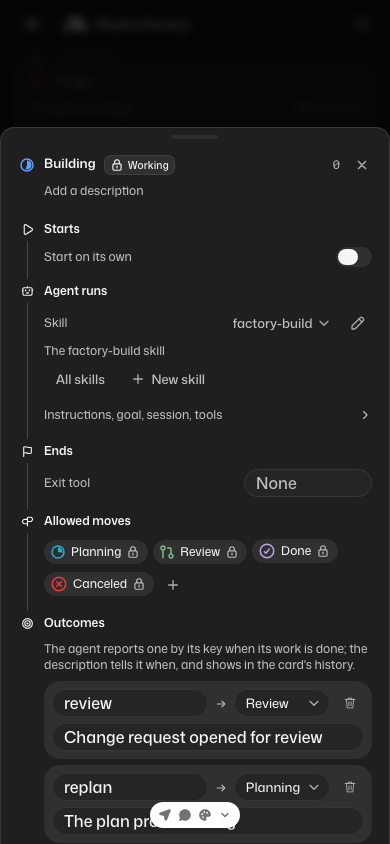 Building
Working
0
Add a description
Starts
Start on its own
Agent runs
Skill
factory-build
The factory-build skill
All skills
New skill
Instructions, goal, session, tools
Ends
Exit tool
None
Allowed moves
Planning
Review
Done
Canceled
Outcomes
The agent reports one by its key when its work is done; the
description tells it when, and shows in the card's history.
review
Review
Change request opened for review
replan
Planning
The plan